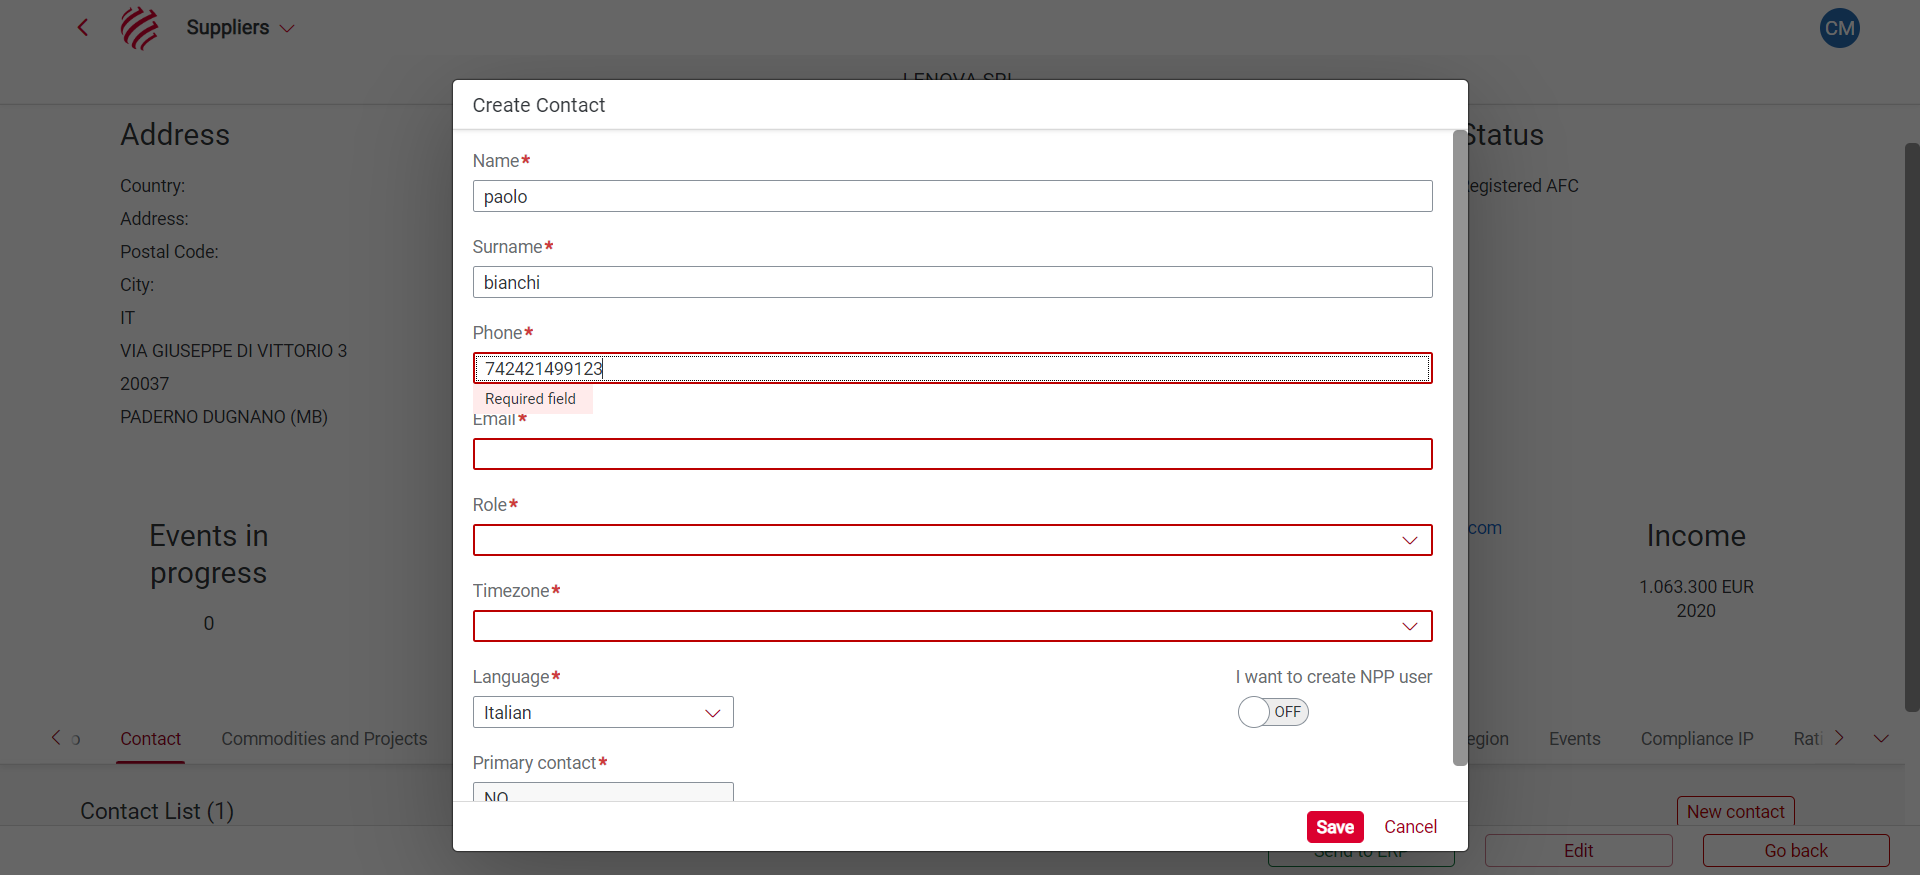 Suppliers
CM
LENOVA SRL
Create Contact
Address
Status
Name*
paolo
Country:
egistered AFC
Address:
Surname*
Postal Code:
bianchi
City:
IT
Phone*
VIA GIUSEPPE DI VITTORIO 3
742421499123
20037
Required field
PADERNO DUGNANO (MB)
Email*
Role*
Events in
progress
0
com
Income
1.063.300 EUR
2020
Timezone*
Language*
I want to create NPP user
Italian
OFF
o
Contact
Commodities and Projects
egion
Events
Compliance IP
Rati
Primary contact*
NO
Contact List (1)
New contact
Save
Cancel
Send to ERP
Edit
Go back